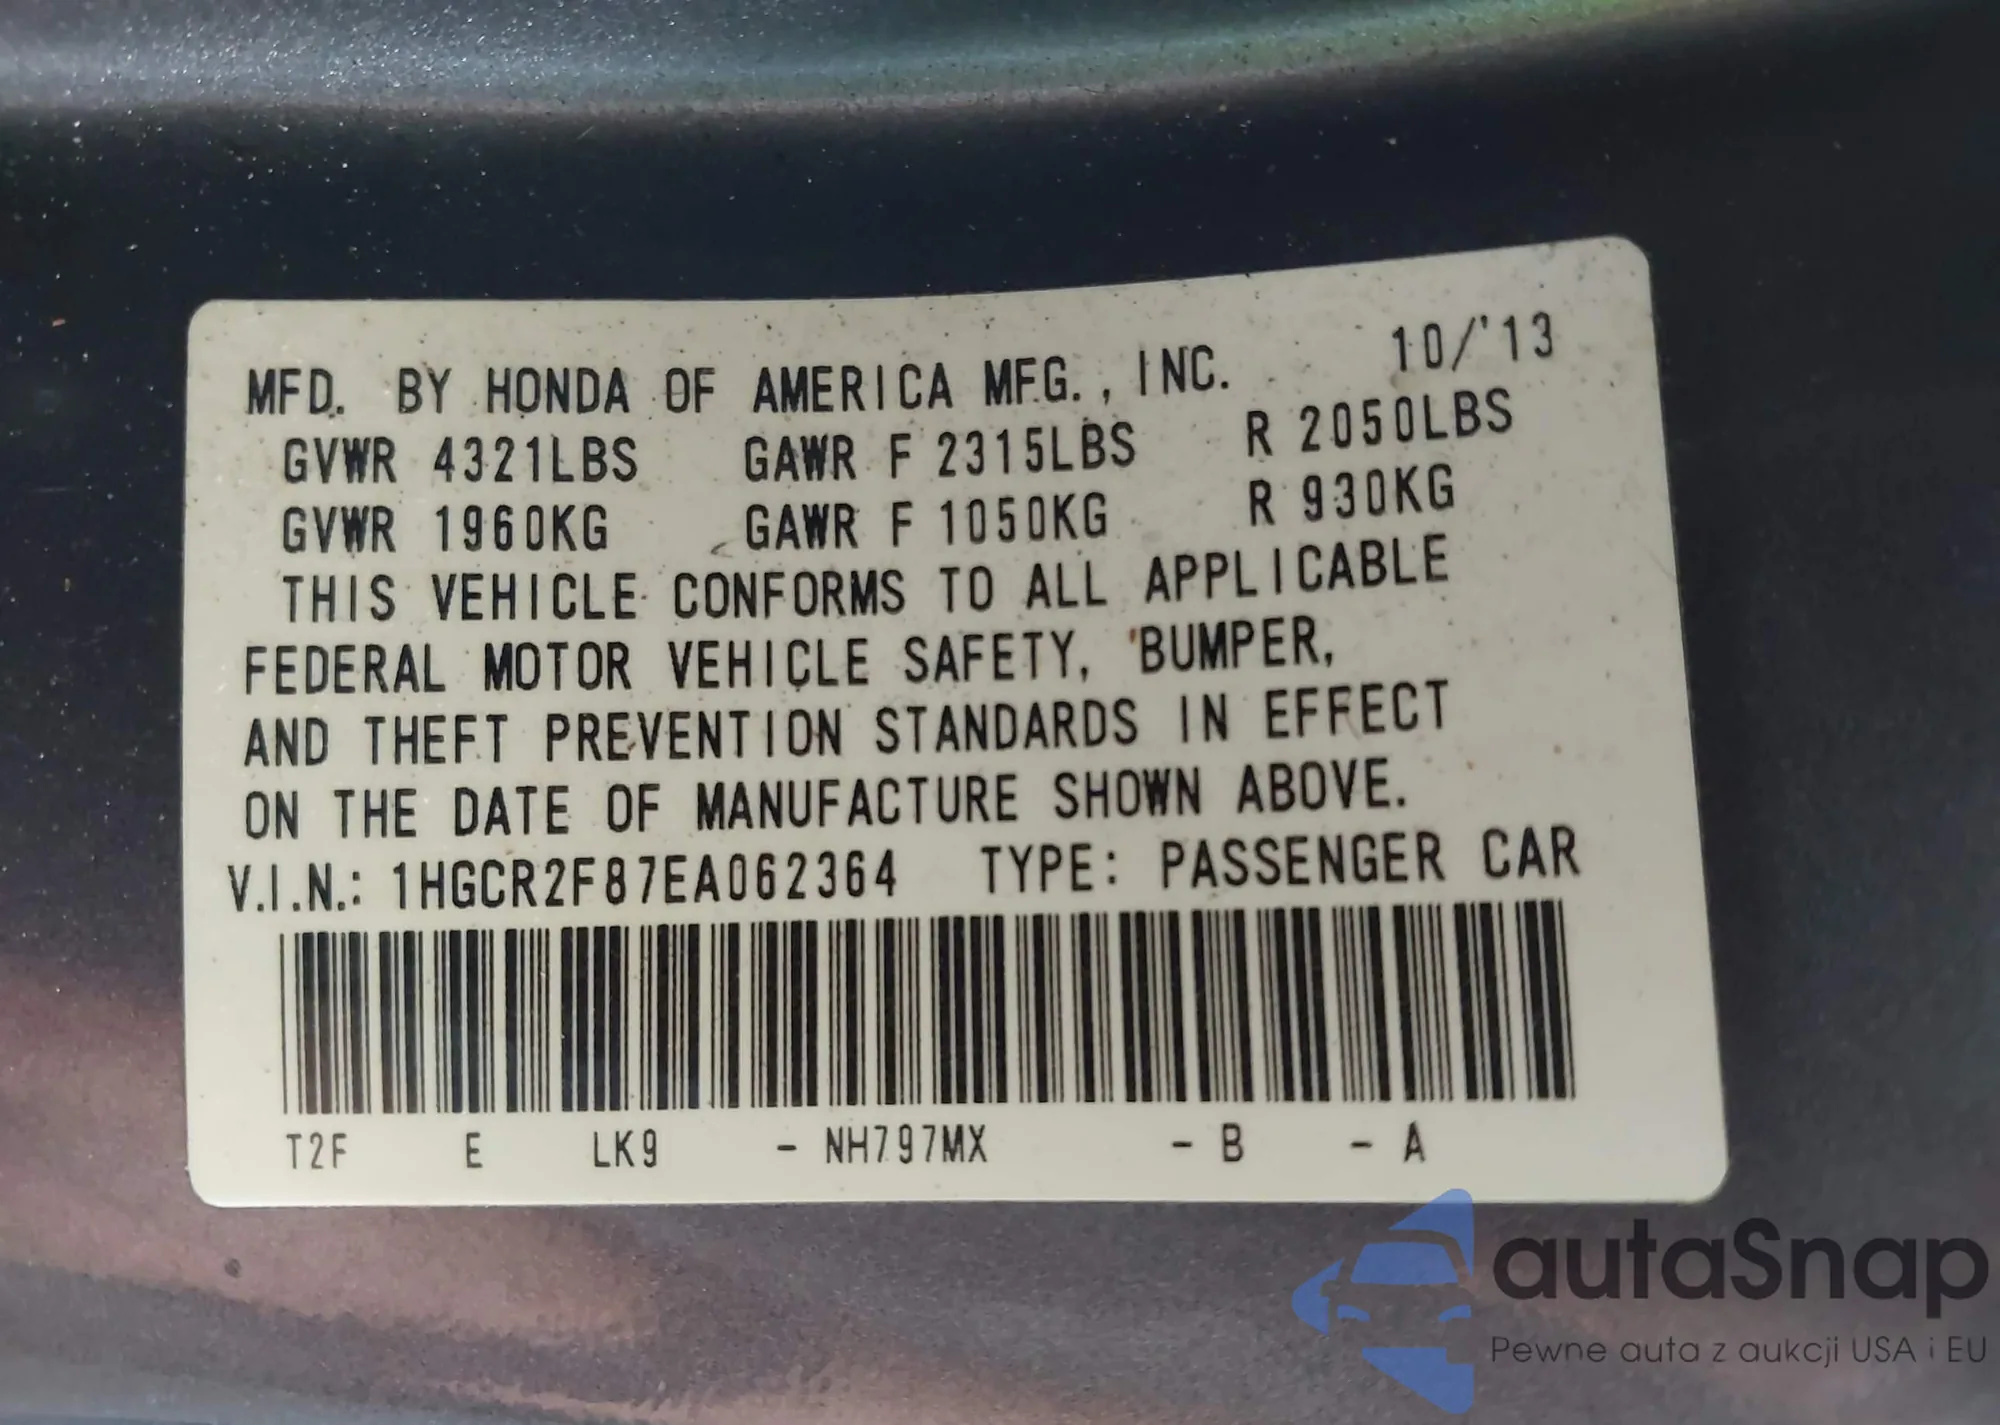 MFD. BY HONDA OF AMERICA MFG., INC. 10/'13
GVWR 4321LBS GAWR F 2315LBS R 2050LBS
GVWR 1960KG GAWR F 1050KG R 930KG
THIS VEHICLE CONFORMS TO ALL APPLICABLE
FEDERAL MOTOR VEHICLE SAFETY, BUMPER,
AND THEFT PREVENTION STANDARDS IN EFFECT
ON THE DATE OF MANUFACTURE SHOWN ABOVE.
V.I.N.: 1HGCR2F87EA062364 TYPE: PASSENGER CAR
T2F E LK9 - NH797MX - B - A
autaSnap
Pewne auta z aukcji USA i EU